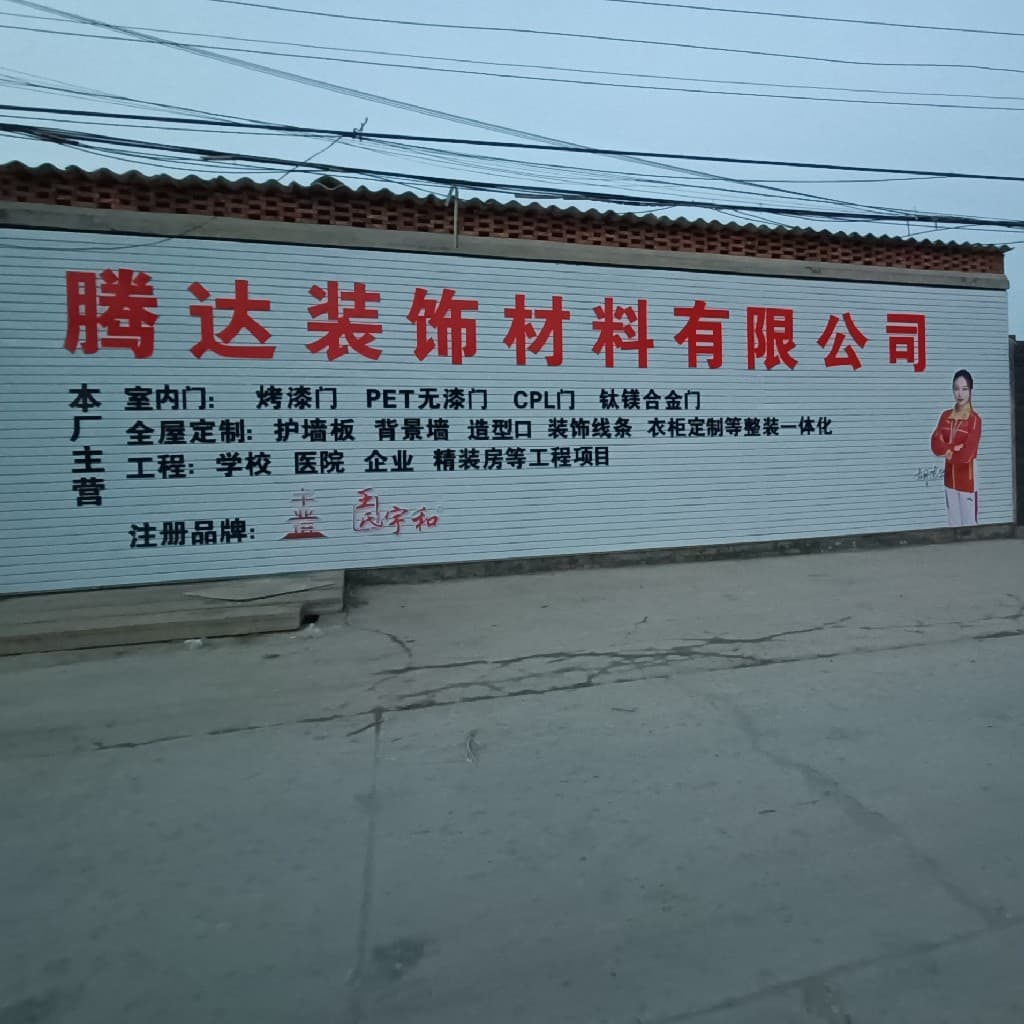 腾达装饰材料有限公司
本厂主营
室内门: 烤漆门 PET无漆门 CPL门 钛镁合金门
全屋定制: 护墙板 背景墙 造型口 装饰线条 衣柜定制等整装一体化
工程: 学校 医院 企业 精装房等工程项目
注册品牌: 王氏宇和